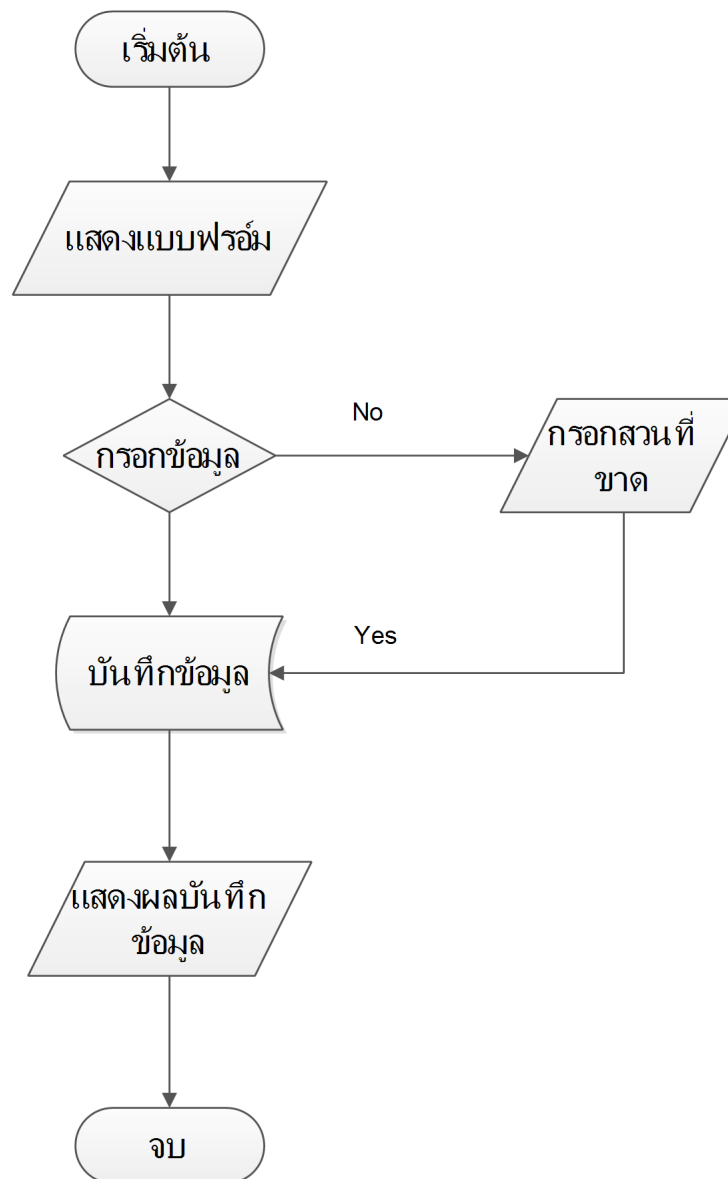 เริ่มต้น
แสดงแบบฟรอ์ม
กรอกข้อมูล
No
กรอกสวนที่
ขาด
บันทึกข้อมูล
Yes
แสดงผลบันทึก
ข้อมูล
จบ